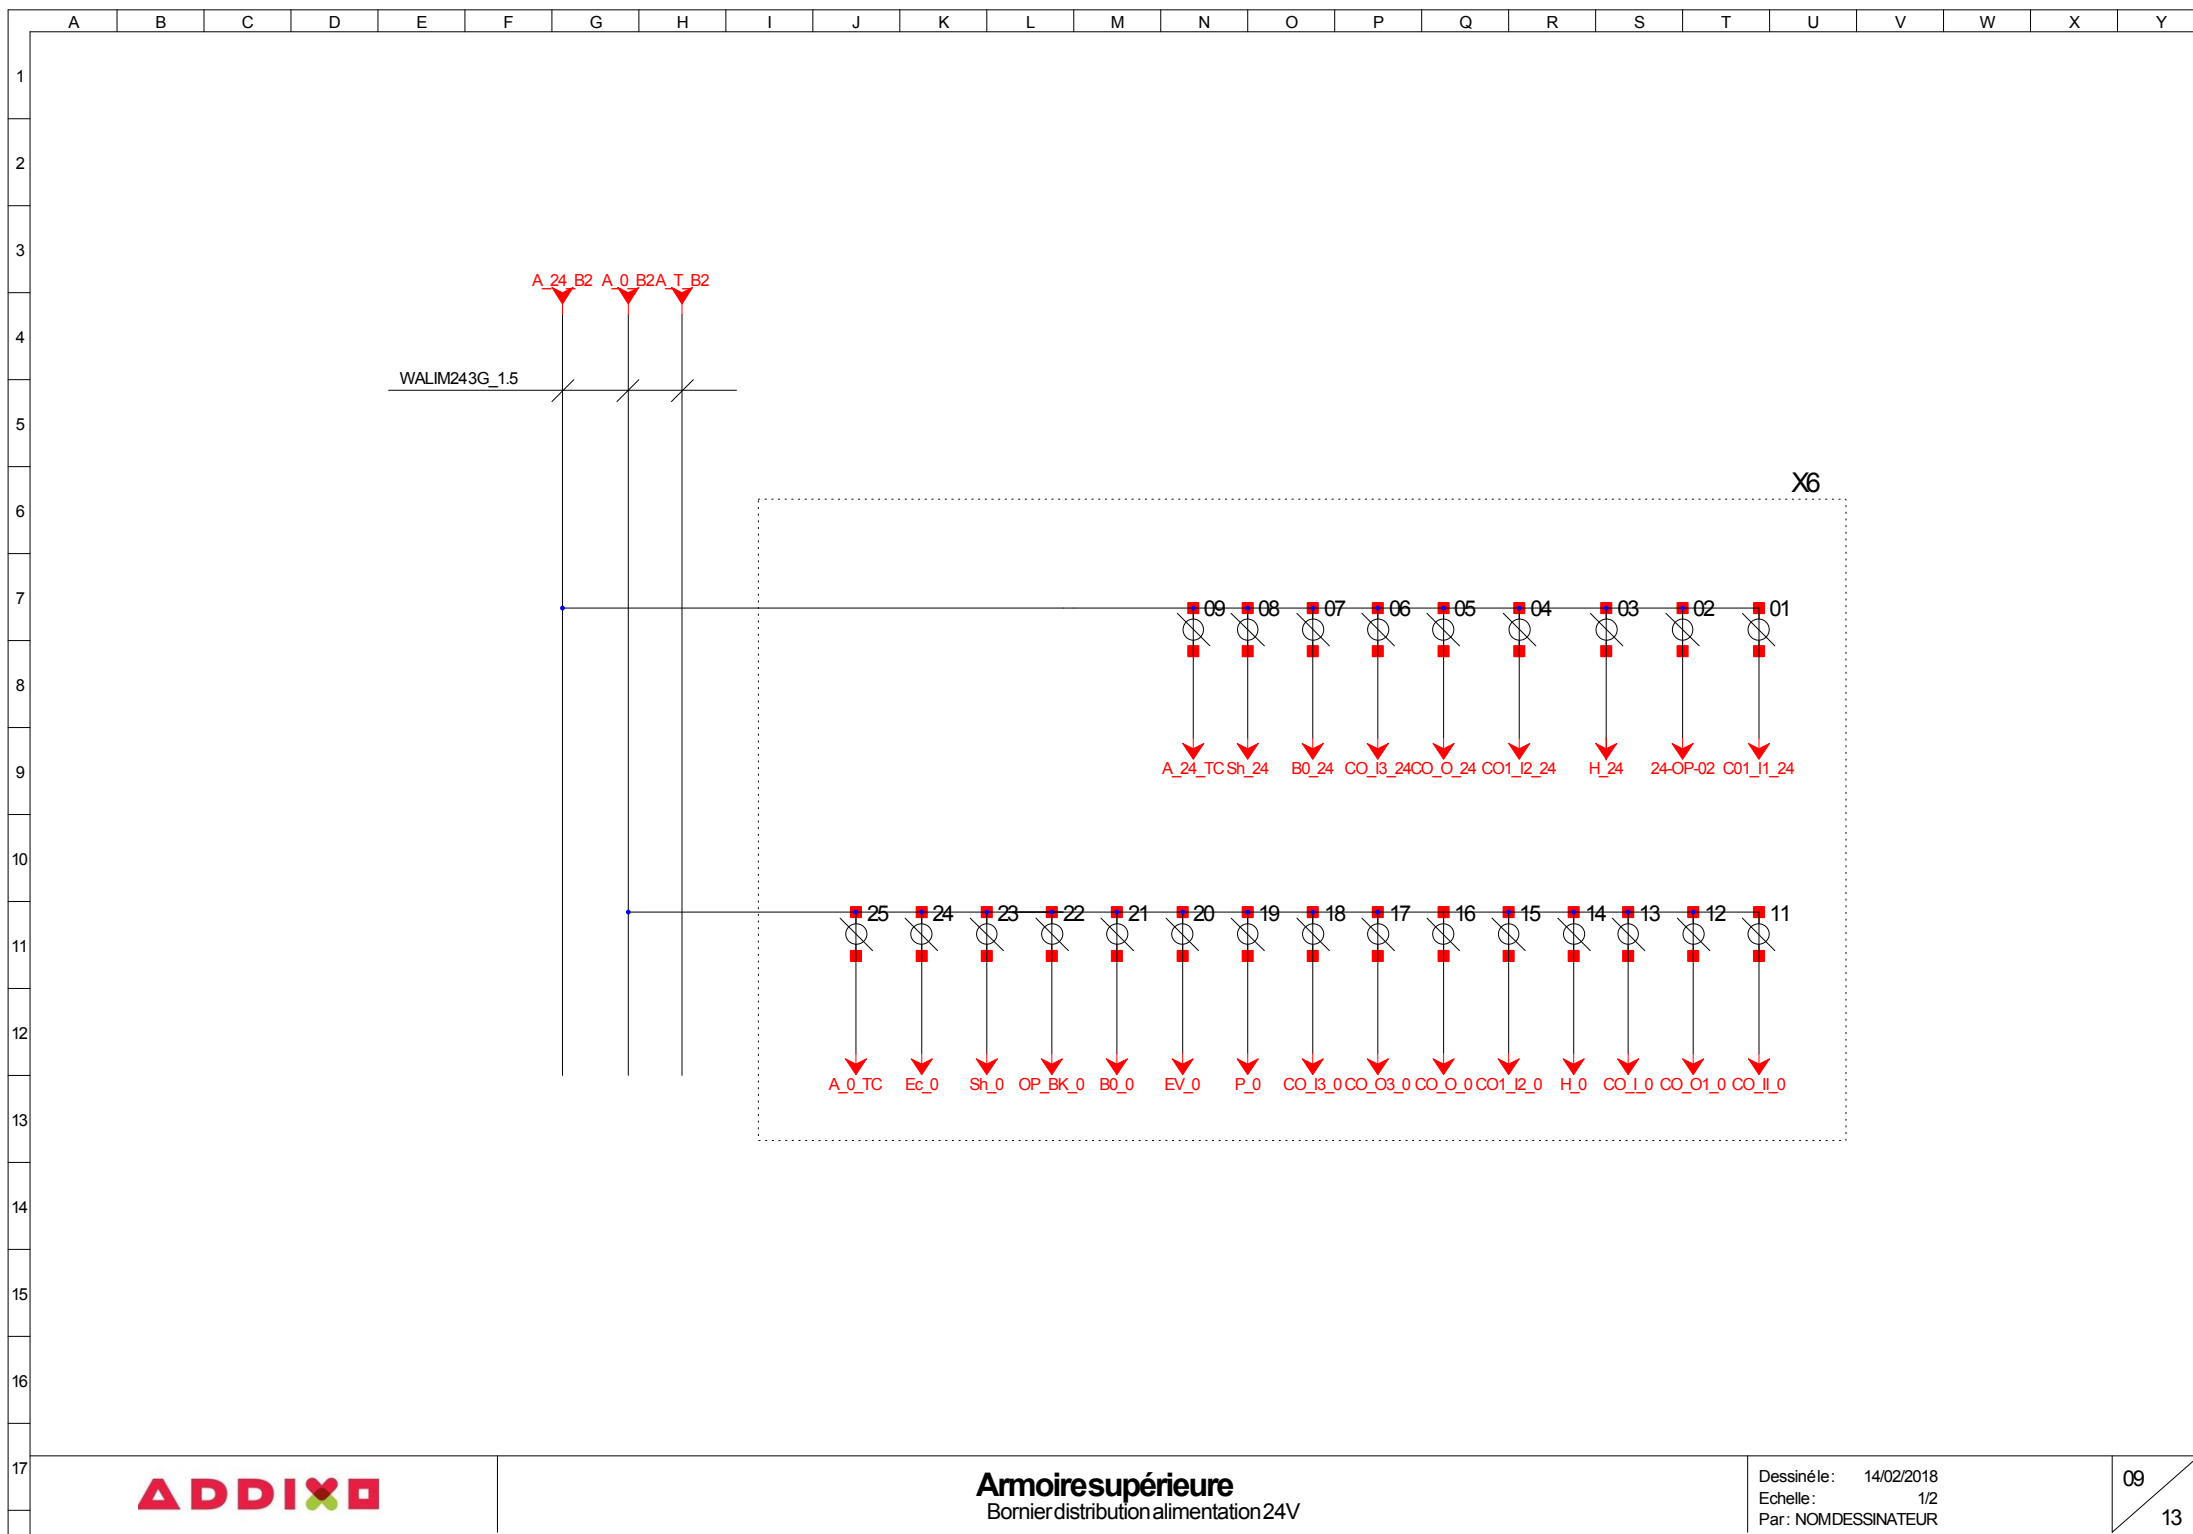 A B C D E F G H I J K L M N O P Q R S T U V W X Y
1
2
3
A_24_B2 A_0_B2 A_T_B2
4
WALIM243G_1.5
5
X6
6
7
09 08 07 06 05 04 03 02 01
8
A_24_TC Sh_24 B0_24 CO_I3_24 CO_O_24 CO1_I2_24 H_24 24-OP-02 C01_I1_24
9
10
25 24 23 22 21 20 19 18 17 16 15 14 13 12 11
11
12
A_0_TC Ec_0 Sh_0 OP_BK_0 B0_0 EV_0 P_0 CO_I3_0 CO_O3_0 CO_O_0 CO1_I2_0 H_0 CO_I_0 CO_O1_0 CO_II_0
13
14
15
16
17
ADDIXO
Armoire supérieure
Bornier distribution alimentation 24V
Dessiné le : 14/02/2018
Echelle : 1/2
Par : NOM DESSINATEUR
09
13